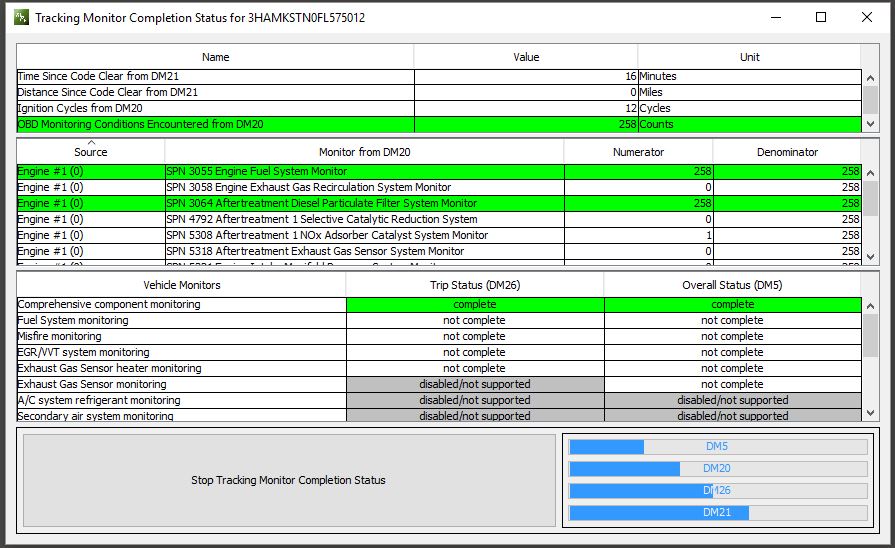 Tracking Monitor Completion Status for 3HAMKSTN0FL575012
Name Value Unit
Time Since Code Clear from DM21 16 Minutes
Distance Since Code Clear from DM21 0 Miles
Ignition Cycles from DM20 12 Cycles
OBD Monitoring Conditions Encountered from DM20 258 Counts
Source Monitor from DM20 Numerator Denominator
Engine #1 (0) SPN 3055 Engine Fuel System Monitor 258 258
Engine #1 (0) SPN 3058 Engine Exhaust Gas Recirculation System Monitor 0 258
Engine #1 (0) SPN 3064 Aftertreatment Diesel Particulate Filter System Monitor 258 258
Engine #1 (0) SPN 4792 Aftertreatment 1 Selective Catalytic Reduction System 0 258
Engine #1 (0) SPN 5308 Aftertreatment 1 NOx Adsorber Catalyst System Monitor 1 258
Engine #1 (0) SPN 5318 Aftertreatment Exhaust Gas Sensor System Monitor 0 258
Vehicle Monitors Trip Status (DM26) Overall Status (DM5)
Comprehensive component monitoring complete complete
Fuel System monitoring not complete not complete
Misfire monitoring not complete not complete
EGR/VVT system monitoring not complete not complete
Exhaust Gas Sensor heater monitoring not complete not complete
Exhaust Gas Sensor monitoring disabled/not supported not complete
A/C system refrigerant monitoring disabled/not supported disabled/not supported
Secondary air system monitoring disabled/not supported disabled/not supported
Stop Tracking Monitor Completion Status
DM5
DM20
DM26
DM21